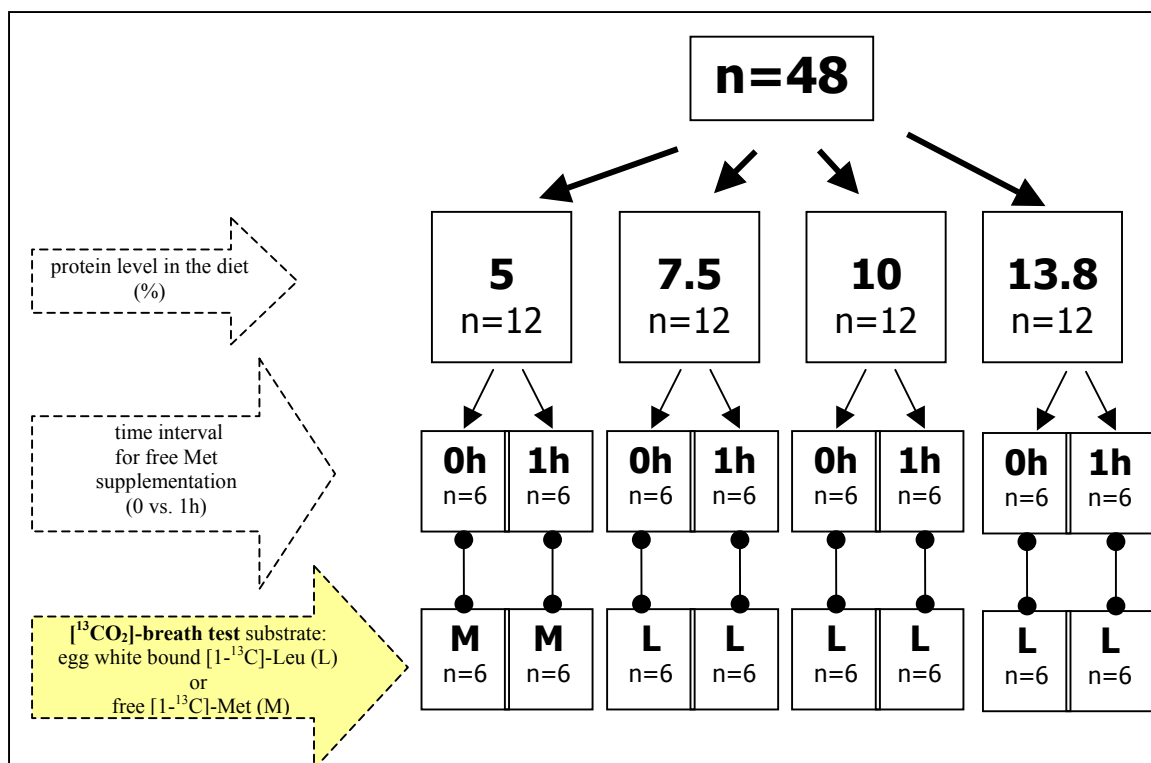 n=48
protein level in the diet
(%)
5
n=12
7.5
n=12
10
n=12
13.8
n=12
time interval
for free Met
supplementation
(0 vs. 1h)
0h
n=6
1h
n=6
0h
n=6
1h
n=6
0h
n=6
1h
n=6
0h
n=6
1h
n=6
[¹³CO₂]-breath test substrate:
egg white bound [1-¹³C]-Leu (L)
or
free [1-¹³C]-Met (M)
M
n=6
M
n=6
L
n=6
L
n=6
L
n=6
L
n=6
L
n=6
L
n=6